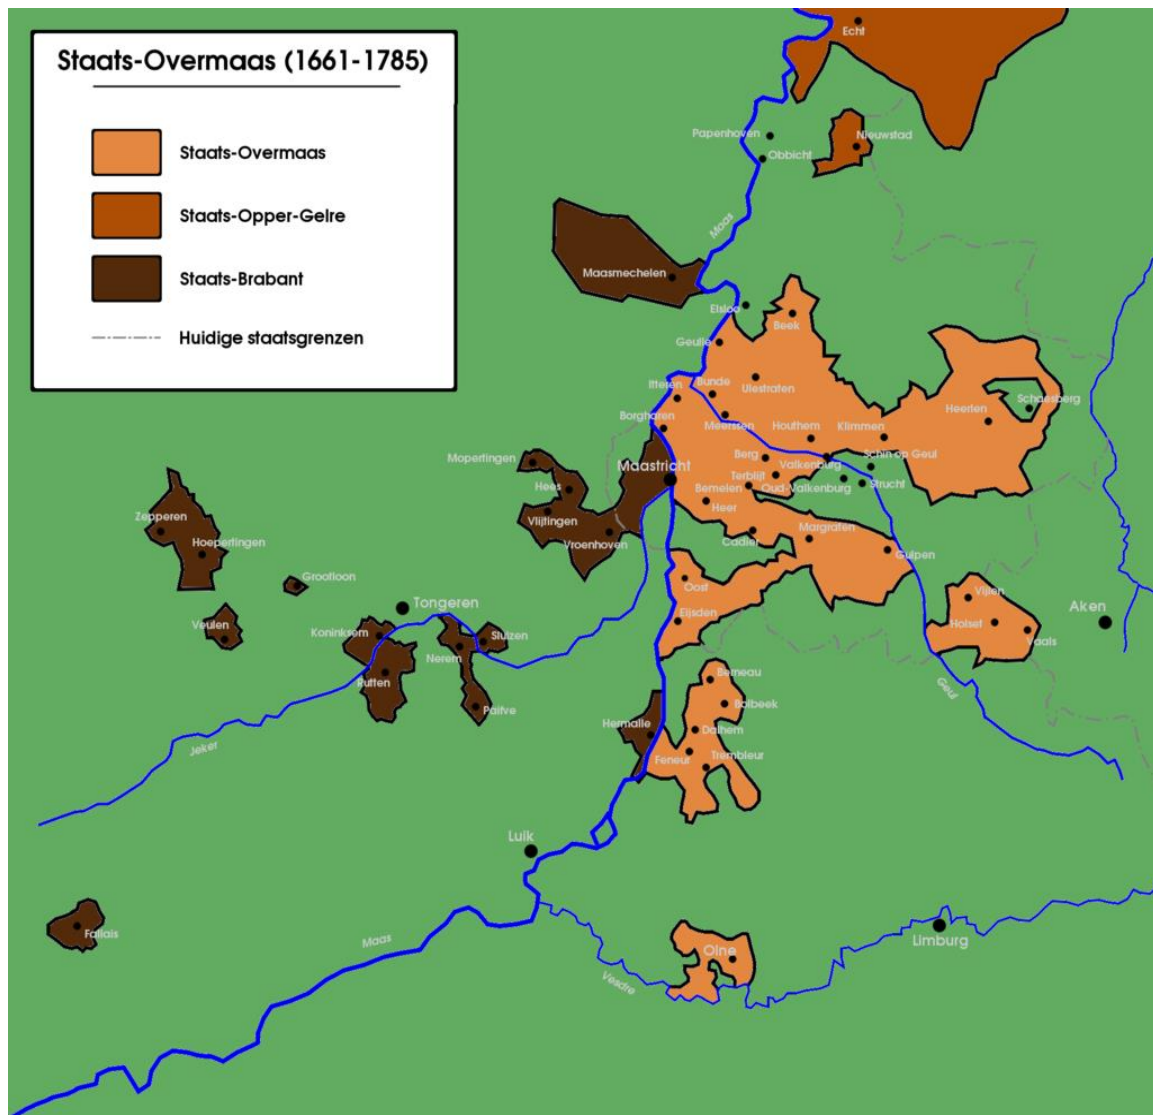 Staats-Overmaas (1661-1785)
Staats-Overmaas
Staats-Opper-Gelre
Staats-Brabant
Huidige staatsgrenzen
Echt
Papenhoven
Nieuwstad
Obbicht
Maas
Maasmechelen
Elsloo
Beek
Geulle
Itteren
Bunde
Ulestraten
Schaesberg
Heerlen
Borgharen
Meerssen
Houthem
Klimmen
Mopertingen
Maastricht
Berg
Valkenburg
Schin op Geul
Hees
Terblijt
Bemelen
Oud-Valkenburg
Strucht
Zepperen
Vlijtingen
Heer
Hoepertingen
Vroenhoven
Cadier
Margraten
Gulpen
Grootloon
Oost
Vijlen
Tongeren
Eijsden
Aken
Veulen
Koninksem
Sluizen
Holset
Vaals
Nerem
Rutten
Berneau
Geul
Paifve
Bolbeek
Hermalle
Dalhem
Jeker
Feneur
Trembleur
Luik
Fallais
Maas
Olne
Limburg
Vesdre